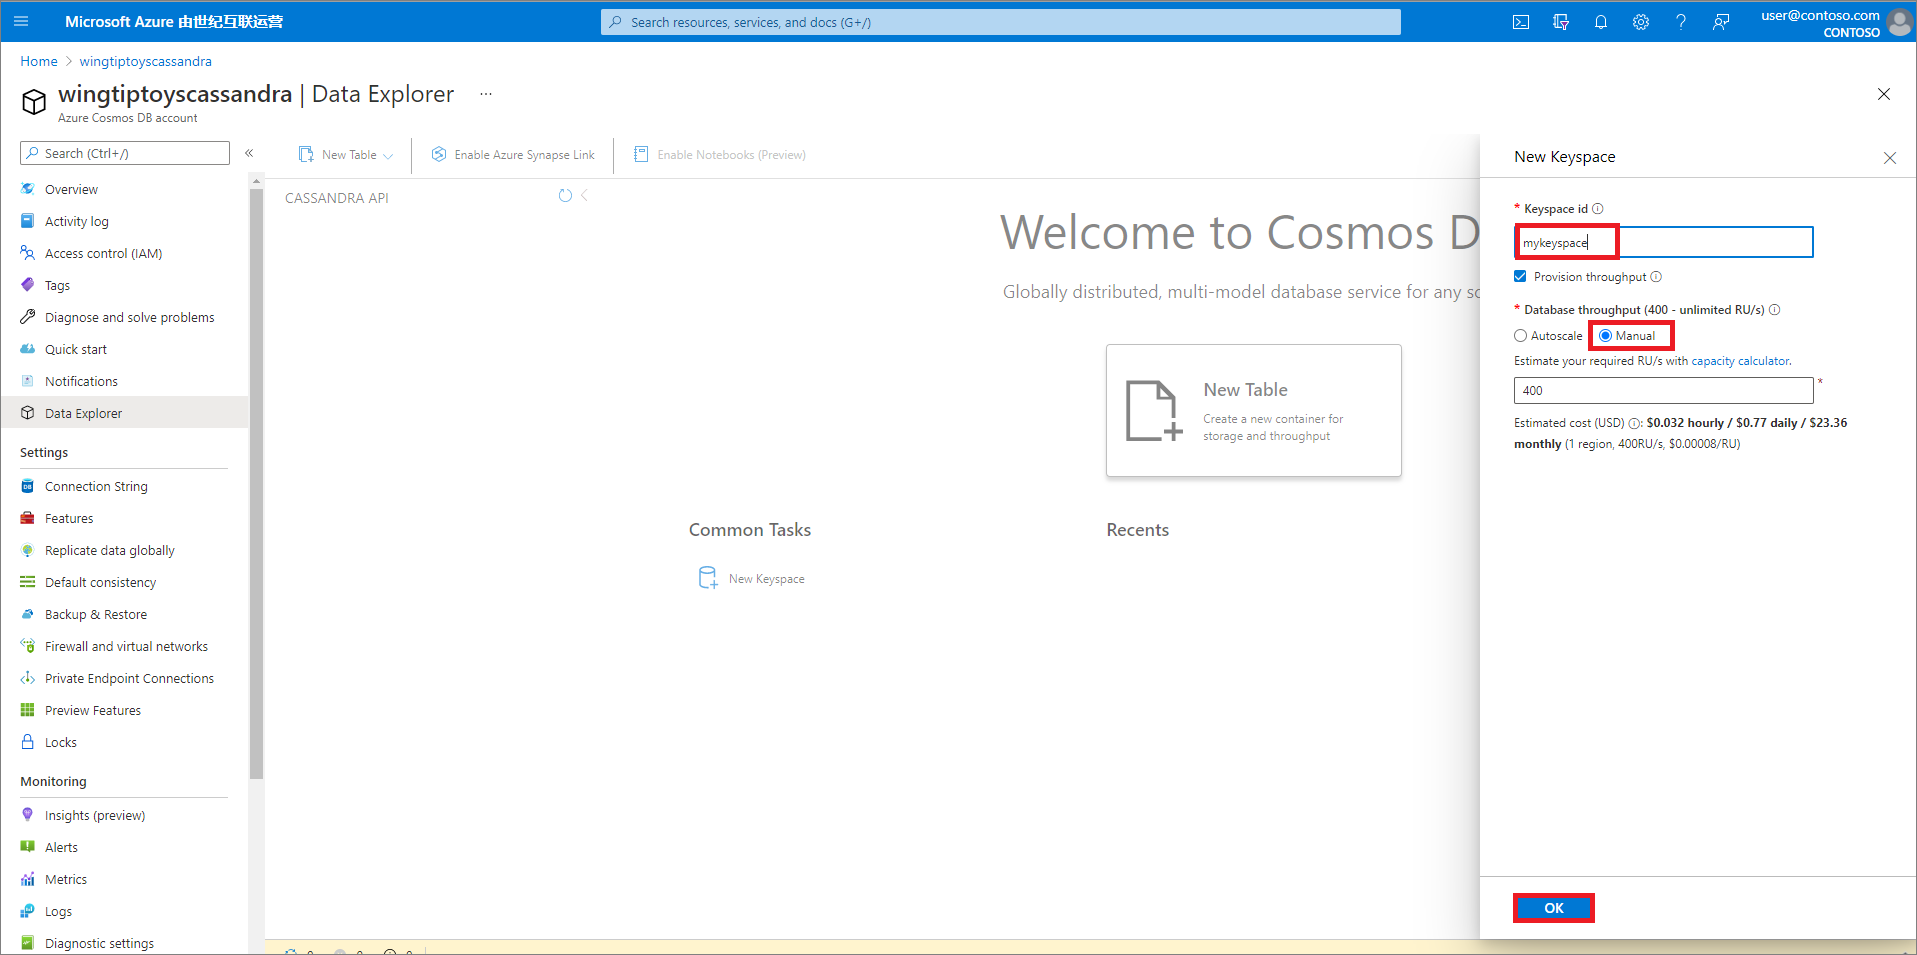 Microsoft Azure 由世纪互联运营
Search resources, services, and docs (G+/)
user@contoso.com
CONTOSO
Home > wingtiptoyscassandra
wingtiptoyscassandra | Data Explorer ...
Azure Cosmos DB account
Search (Ctrl+/)
«
Overview
Activity log
Access control (IAM)
Tags
Diagnose and solve problems
Quick start
Notifications
Data Explorer
Settings
Connection String
Features
Replicate data globally
Default consistency
Backup & Restore
Firewall and virtual networks
Private Endpoint Connections
Preview Features
Locks
Monitoring
Insights (preview)
Alerts
Metrics
Logs
Diagnostic settings
New Table
Enable Azure Synapse Link
Enable Notebooks (Preview)
CASSANDRA API
Welcome to Cosmos D
Globally distributed, multi-model database service for any sc
New Table
Create a new container for
storage and throughput
Common Tasks
New Keyspace
Recents
New Keyspace
* Keyspace id
mykeyspace
Provision throughput
* Database throughput (400 - unlimited RU/s)
Autoscale
Manual
Estimate your required RU/s with capacity calculator.
400
*
Estimated cost (USD) : $0.032 hourly / $0.77 daily / $23.36
monthly (1 region, 400RU/s, $0.00008/RU)
OK